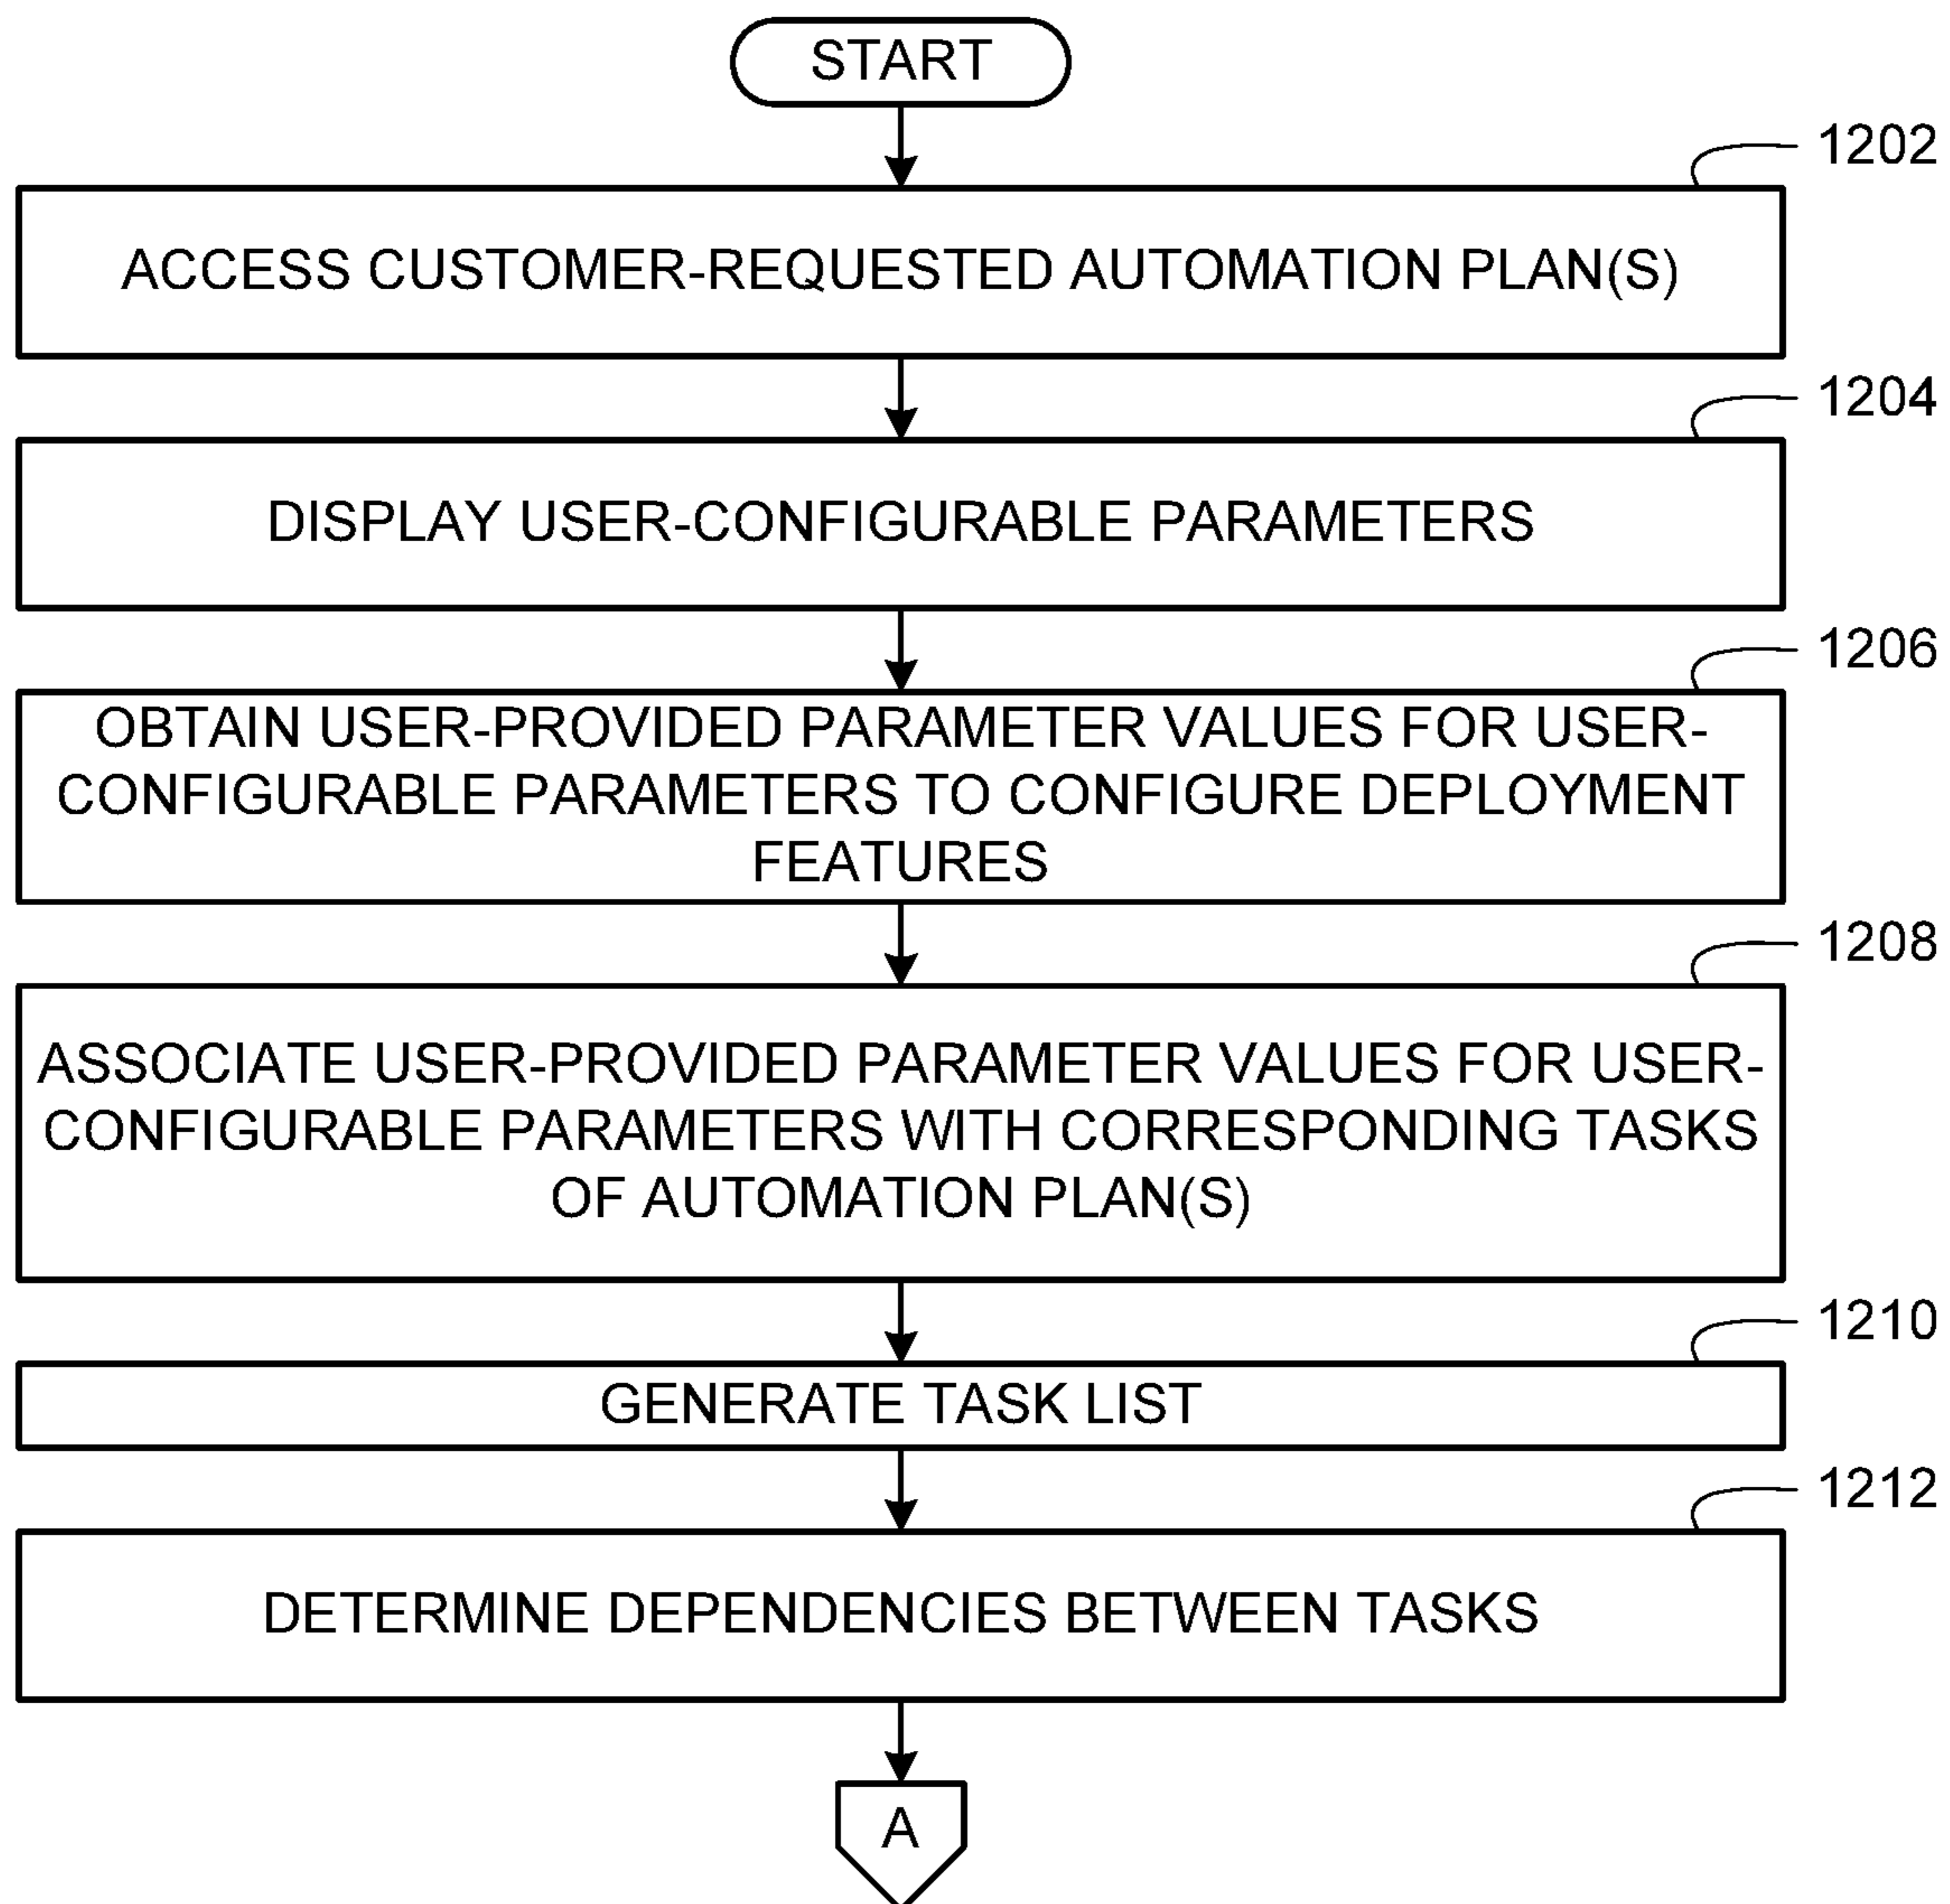 START
1202
ACCESS CUSTOMER-REQUESTED AUTOMATION PLAN(S)
1204
DISPLAY USER-CONFIGURABLE PARAMETERS
1206
OBTAIN USER-PROVIDED PARAMETER VALUES FOR USER-
CONFIGURABLE PARAMETERS TO CONFIGURE DEPLOYMENT
FEATURES
1208
ASSOCIATE USER-PROVIDED PARAMETER VALUES FOR USER-
CONFIGURABLE PARAMETERS WITH CORRESPONDING TASKS
OF AUTOMATION PLAN(S)
1210
GENERATE TASK LIST
1212
DETERMINE DEPENDENCIES BETWEEN TASKS
A